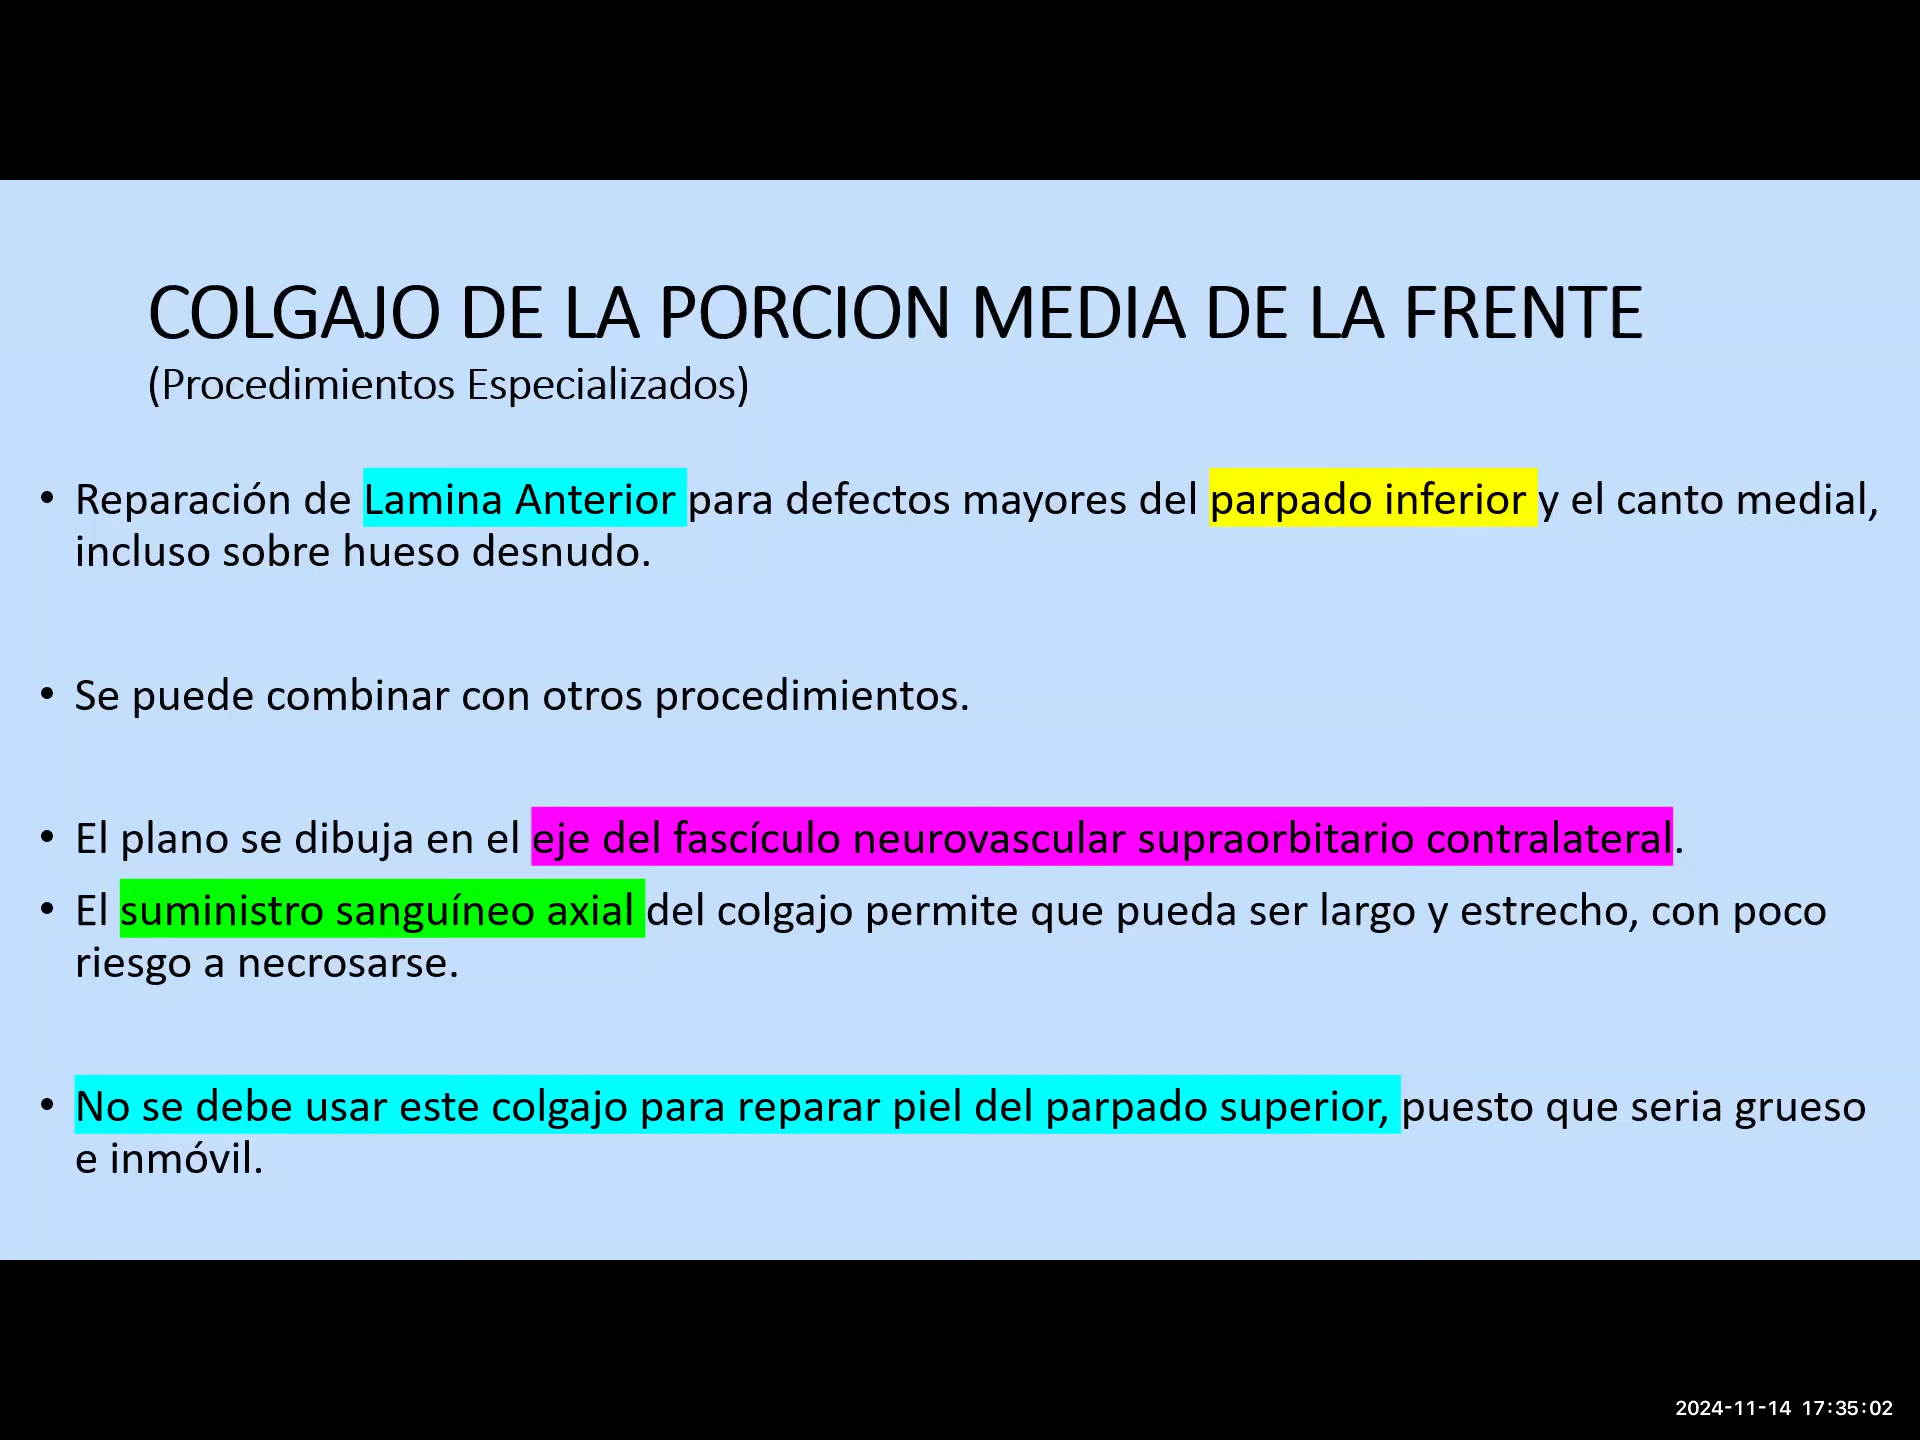 COLGAJO DE LA PORCION MEDIA DE LA FRENTE
(Procedimientos Especializados)
• Reparación de Lamina Anterior para defectos mayores del parpado inferior y el canto medial,
incluso sobre hueso desnudo.
• Se puede combinar con otros procedimientos.
• El plano se dibuja en el eje del fascículo neurovascular supraorbitario contralateral.
• El suministro sanguíneo axial del colgajo permite que pueda ser largo y estrecho, con poco
riesgo a necrosarse.
• No se debe usar este colgajo para reparar piel del parpado superior, puesto que seria grueso
e inmóvil.
2024-11-14 17:35:02